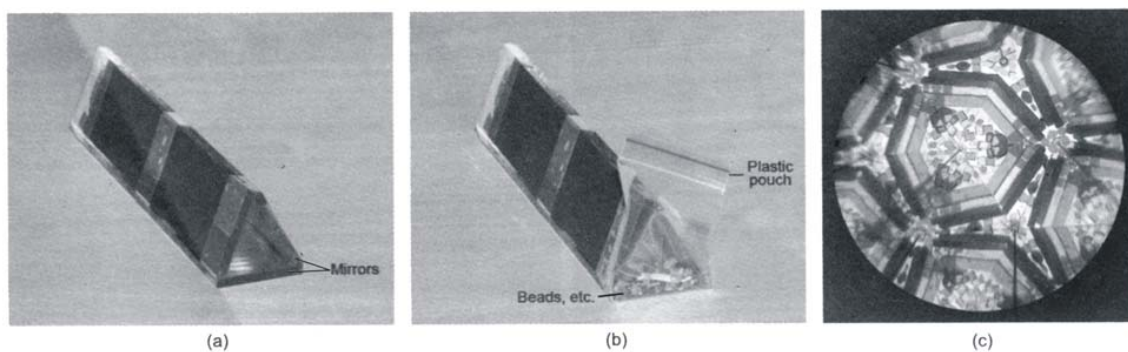 Mirrors
(a)
Plastic
pouch
Beads, etc.
(b)
(c)